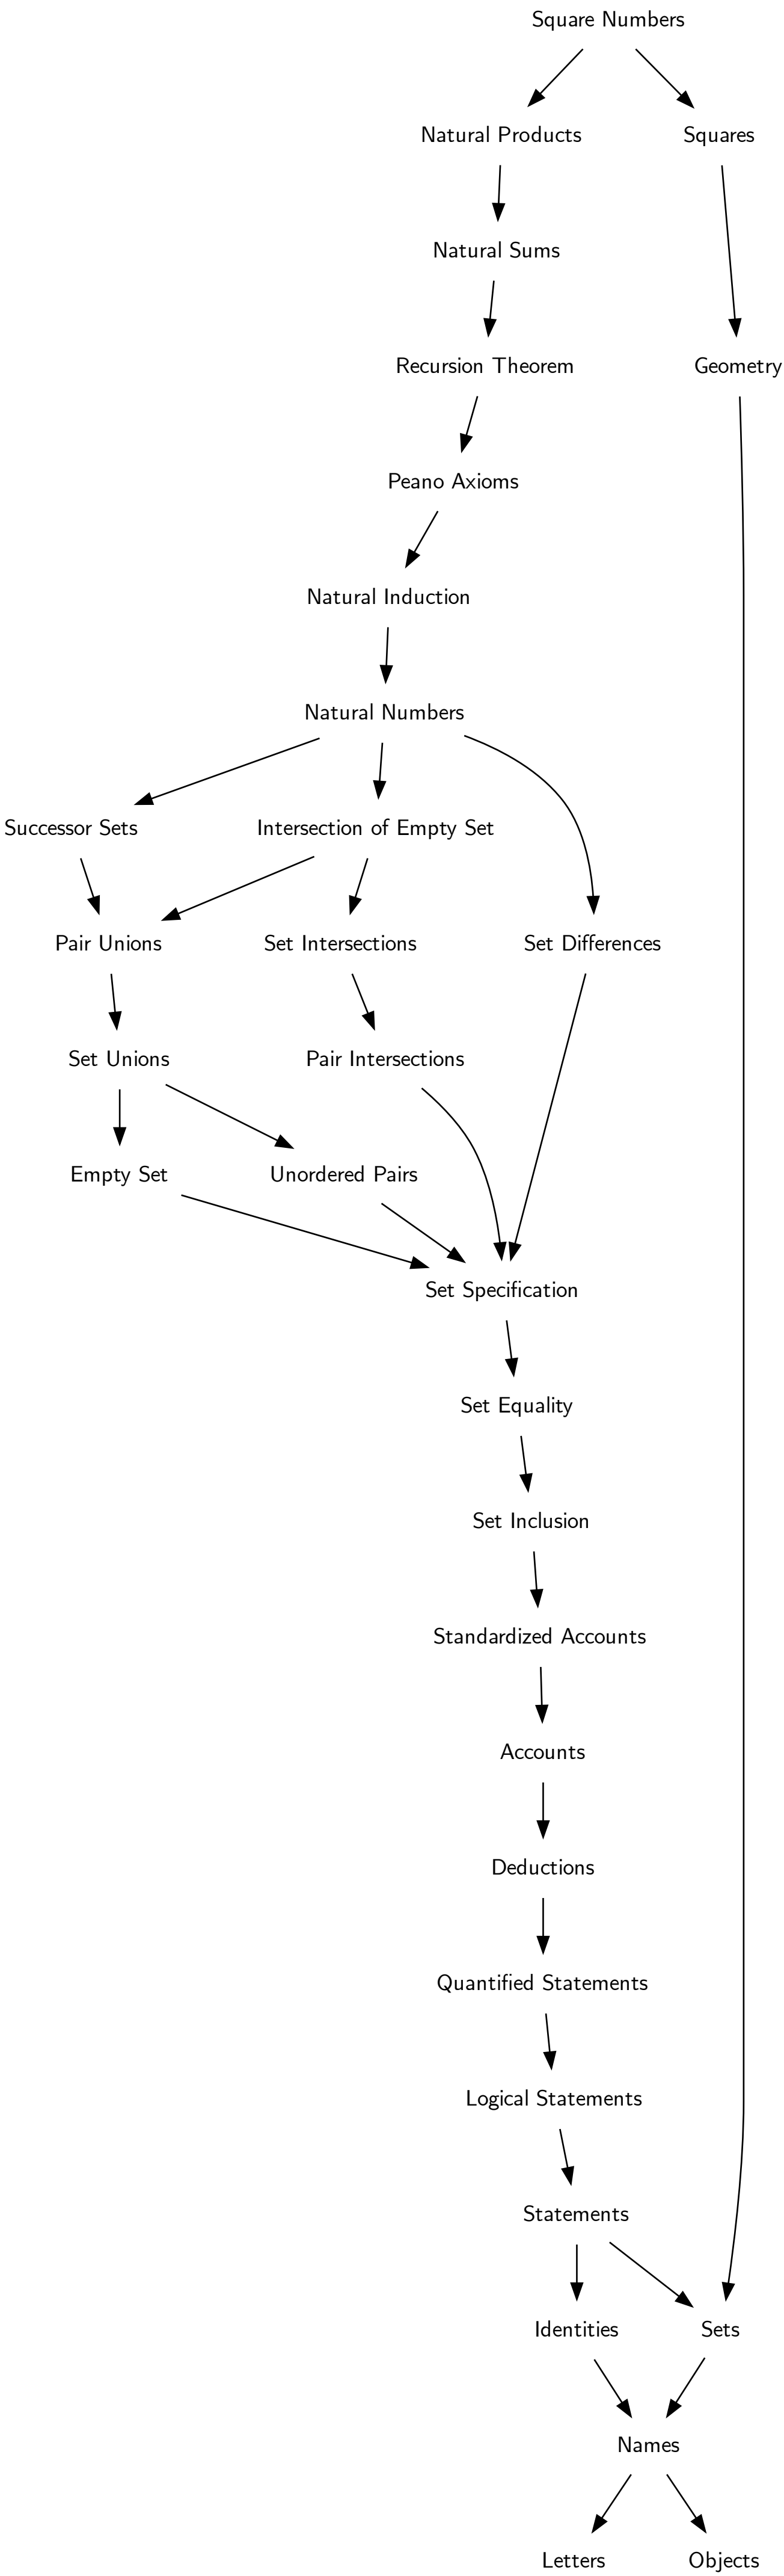 Square Numbers
Natural Products
Squares
Natural Sums
Recursion Theorem
Geometry
Peano Axioms
Natural Induction
Natural Numbers
Successor Sets
Intersection of Empty Set
Pair Unions
Set Intersections
Set Differences
Set Unions
Pair Intersections
Empty Set
Unordered Pairs
Set Specification
Set Equality
Set Inclusion
Standardized Accounts
Accounts
Deductions
Quantified Statements
Logical Statements
Statements
Identities
Sets
Names
Letters
Objects